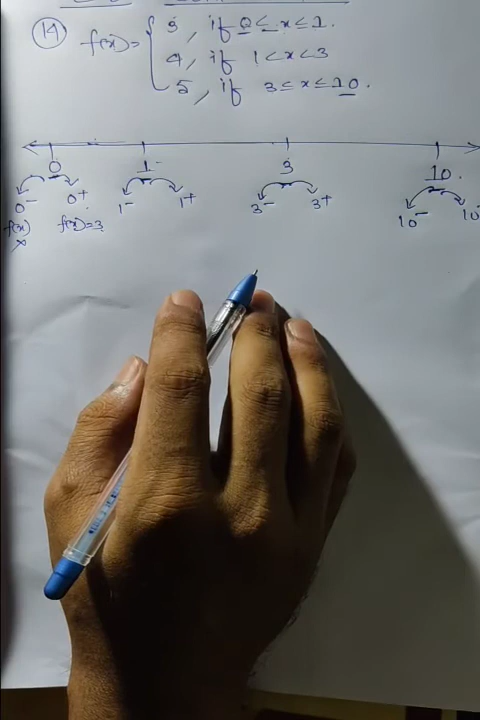 14 f(x) = { 3, if 0 ≤ x ≤ 1.
4, if 1 < x < 3
5, if 3 ≤ x ≤ 10.
0 1 3 10.
0⁻ 0⁺ 1⁻ 1⁺ 3⁻ 3⁺ 10⁻ 10
f(x) f(x)=3
×